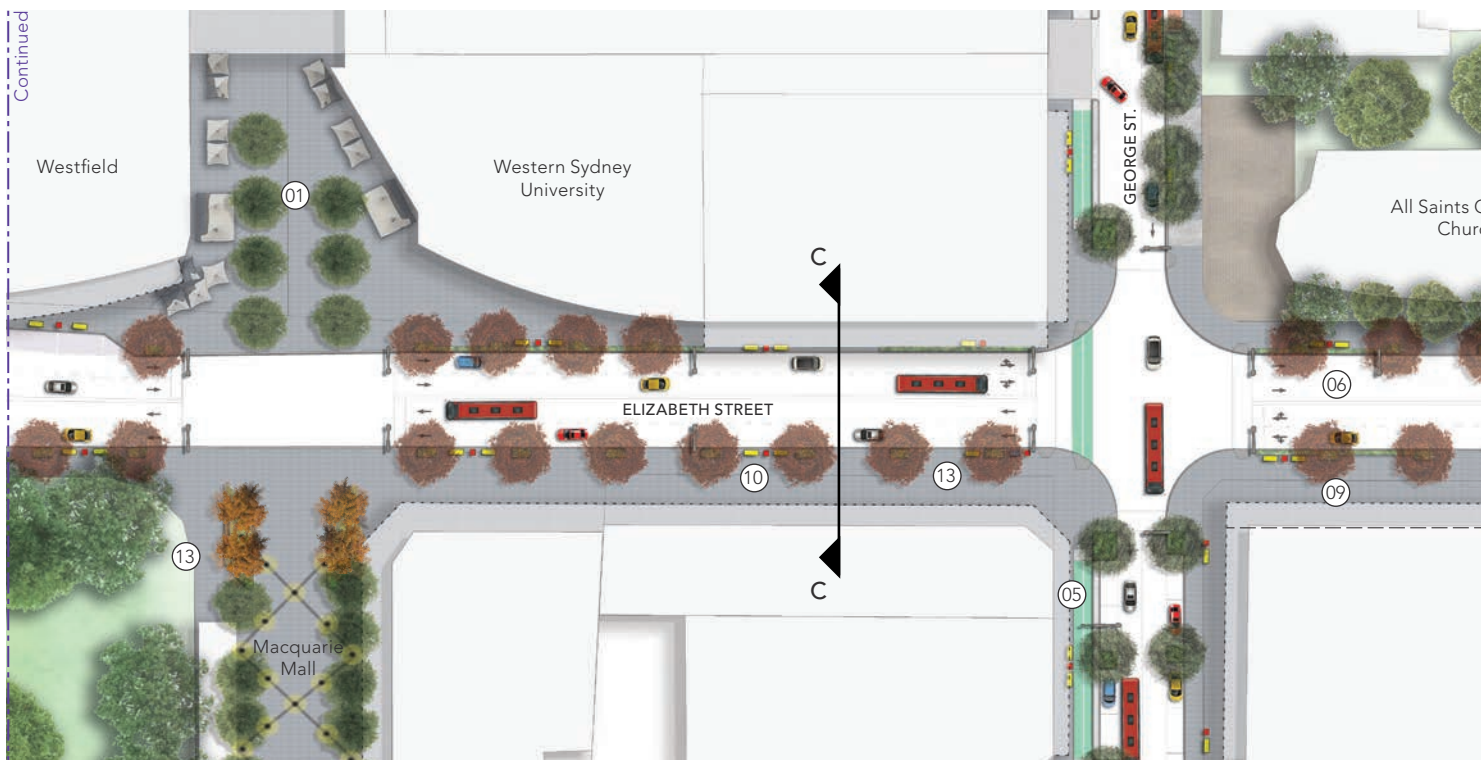 Continued
Westfield
01
Western Sydney
University
C
GEORGE ST.
All Saints
ELIZABETH STREET
06
10
13
09
13
C
05
Macquarie
Mall